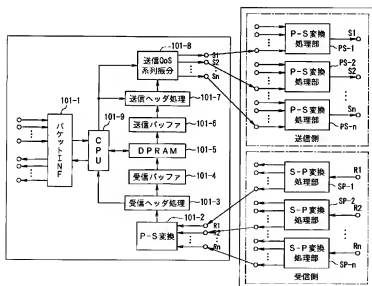 101-8
送信QoS
系列振分
S1
S2
Sn
101-1
101-9
送信ヘッダ処理
101-7
送信バッファ
101-6
パケットINF
CPU
DPRAM
101-5
受信バッファ
101-4
受信ヘッダ処理
101-3
101-2
P-S変換
R1
R2
Rn
P-S変換
処理部
S1
PS-1
PS-2
P-S変換
処理部
S2
P-S変換
処理部
Sn
PS-n
送信側
S-P変換
処理部
R1
SP-1
SP-2
S-P変換
処理部
R2
S-P変換
処理部
Rn
SP-n
受信側